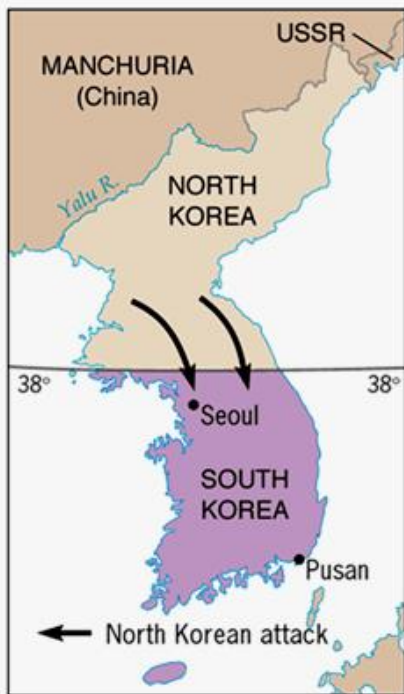 USSR
MANCHURIA
(China)
Yalu R.
NORTH
KOREA
38°
38°
Seoul
SOUTH
KOREA
Pusan
North Korean attack